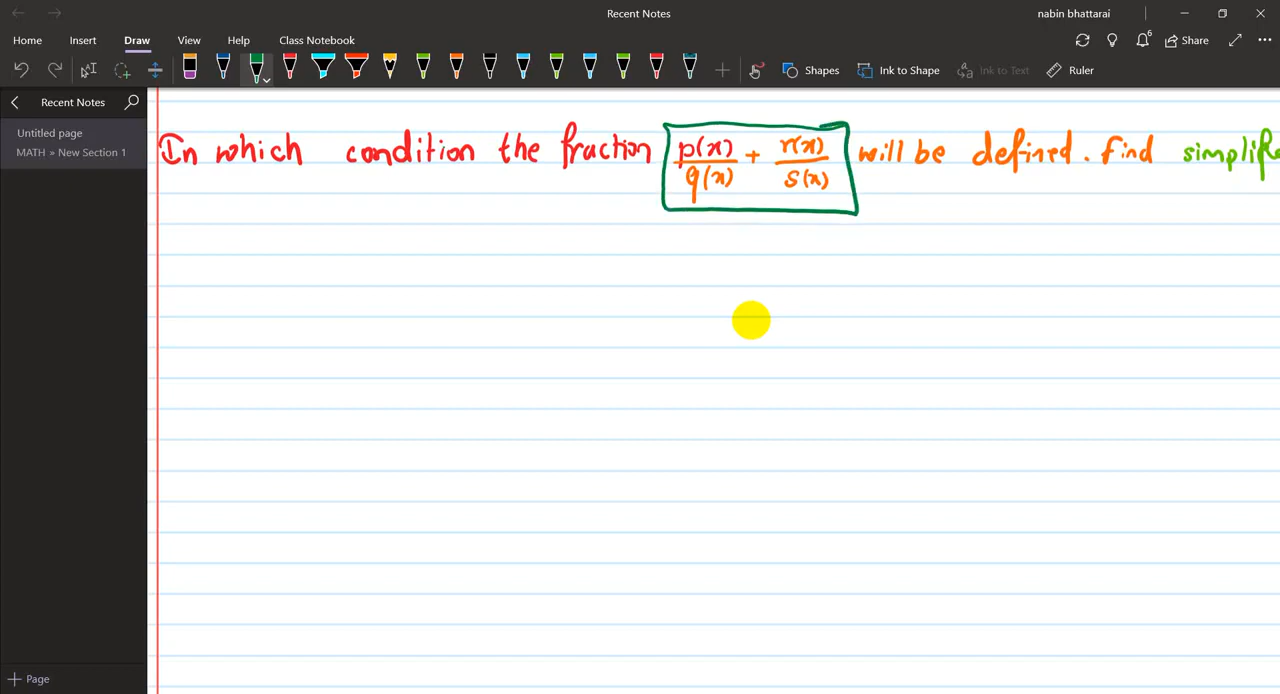 Recent Notes
nabin bhattarai
Home Insert Draw View Help Class Notebook
6
Share
Shapes Ink to Shape Ink to Text Ruler
Recent Notes
Untitled page
MATH » New Section 1
In which condition the fraction p(x)/q(x) + r(x)/s(x) will be defined. find simplifie
Page